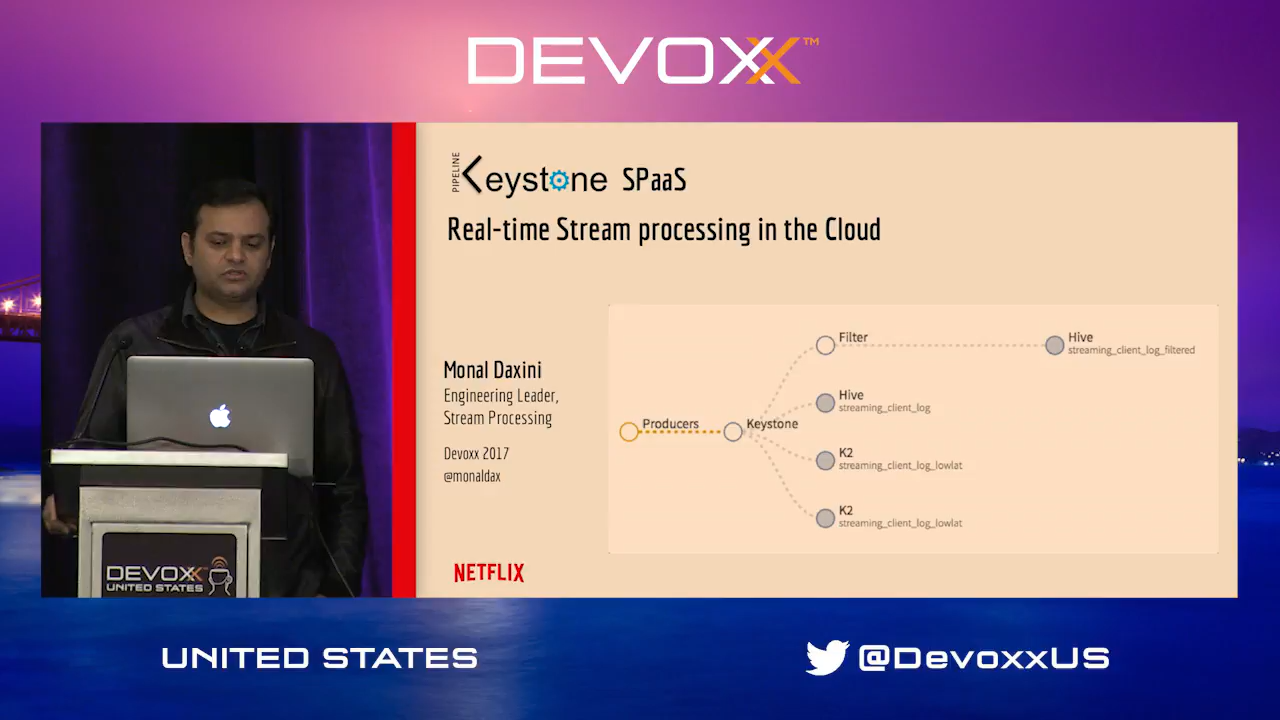 DEVOXX™
PIPELINE
Keystone SPaaS
Real-time Stream processing in the Cloud
Monal Daxini
Engineering Leader,
Stream Processing
Devoxx 2017
@monaldax
NETFLIX
Producers
Keystone
Filter
Hive
streaming_client_log_filtered
Hive
streaming_client_log
K2
streaming_client_log_lowlat
K2
streaming_client_log_lowlat
DEVOXX™
UNITED STATES
UNITED STATES
@DevoxxUS